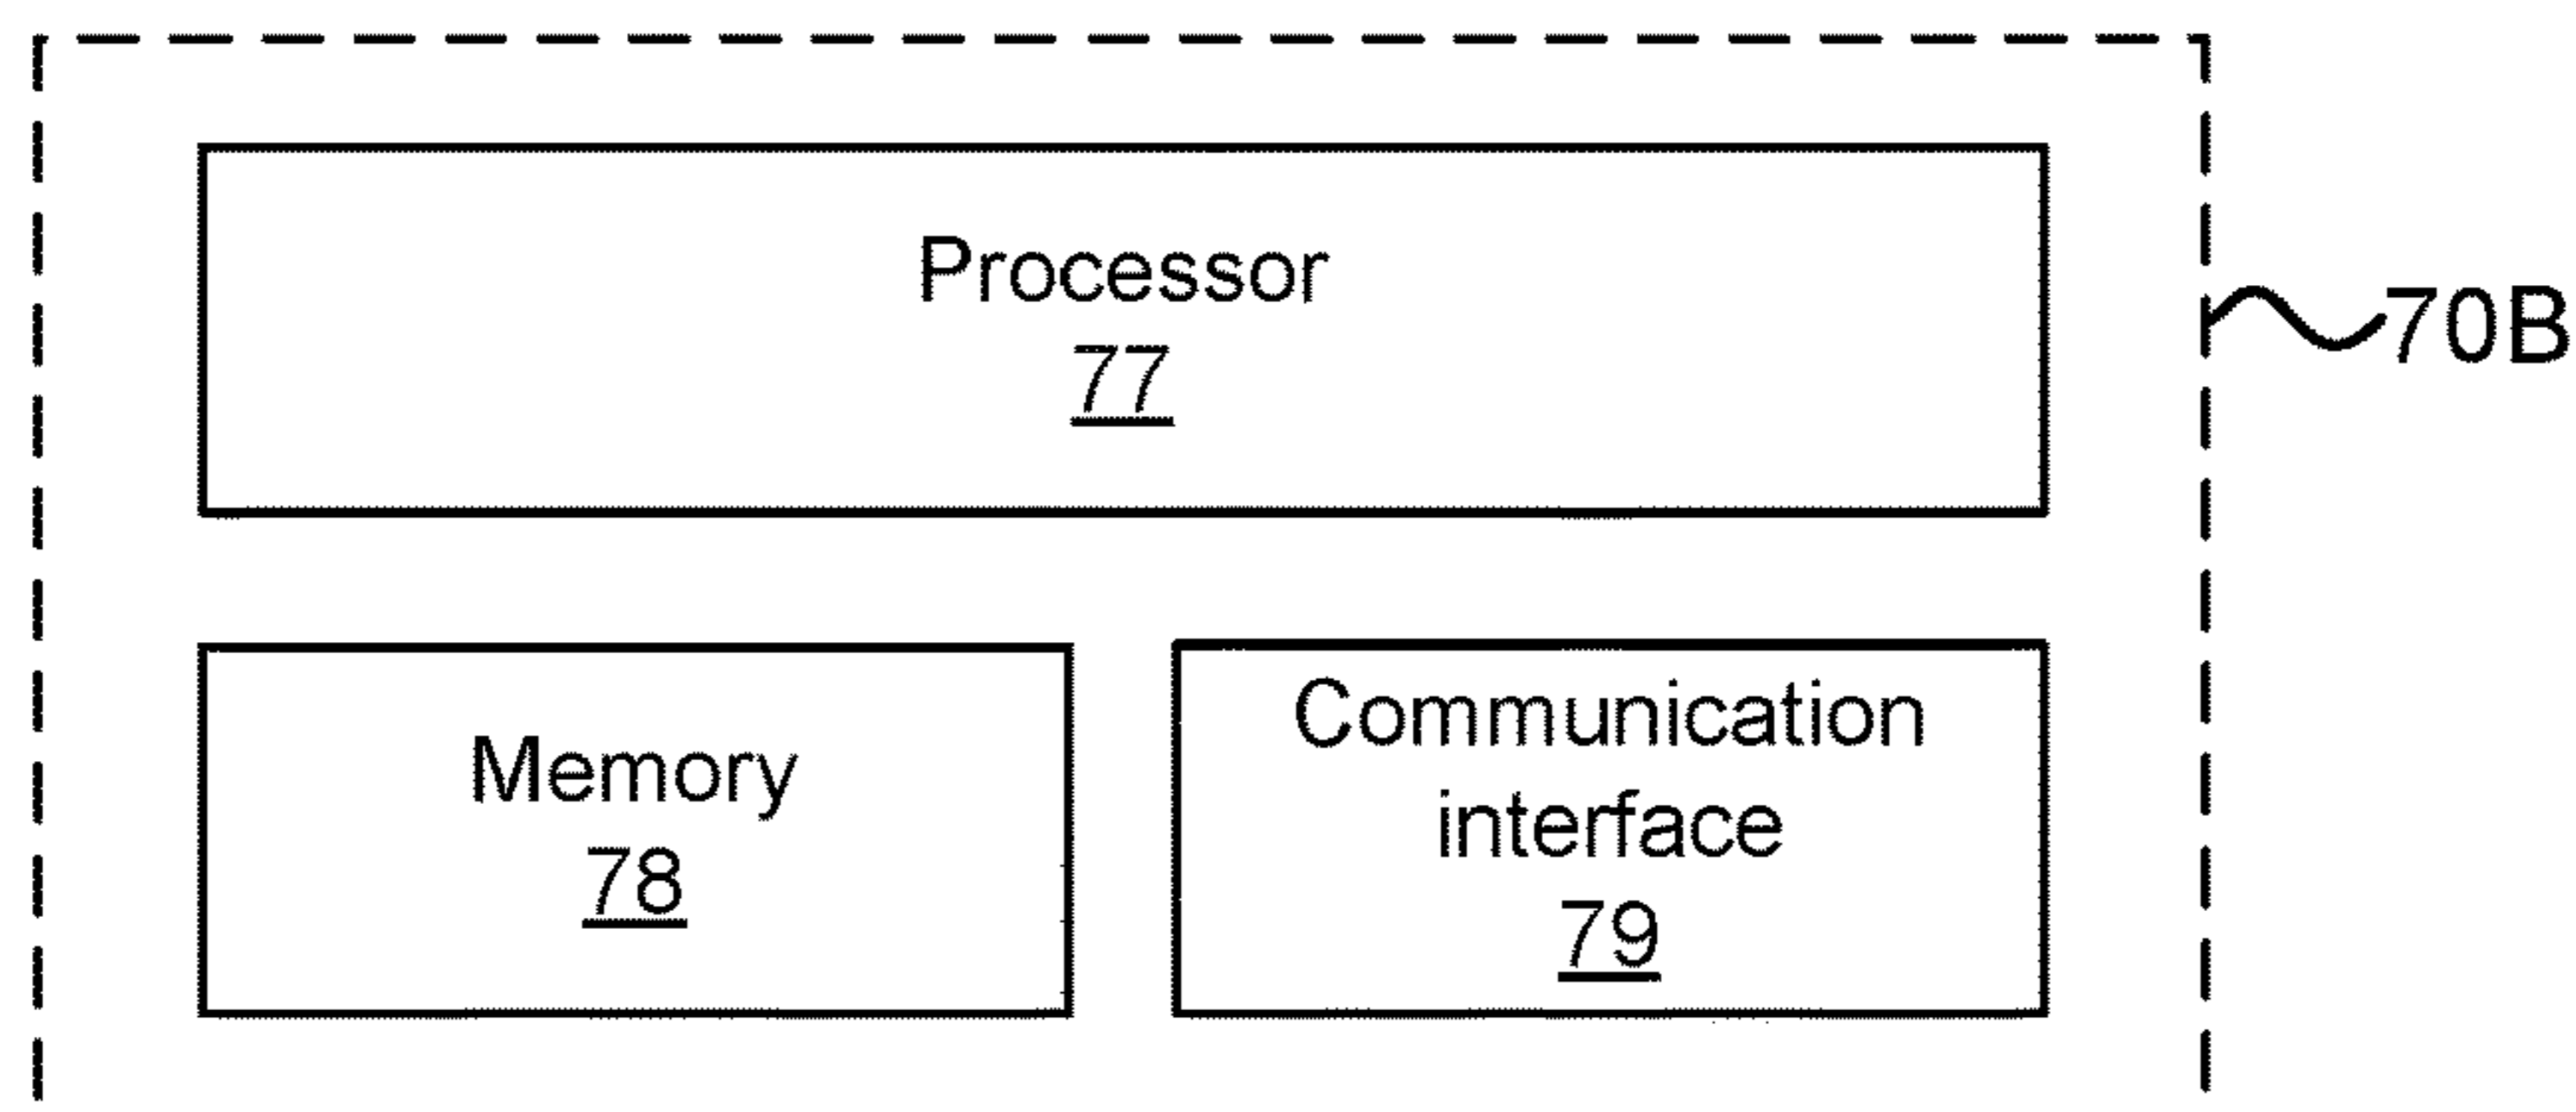 Processor
77
70B
Memory
78
Communication
interface
79